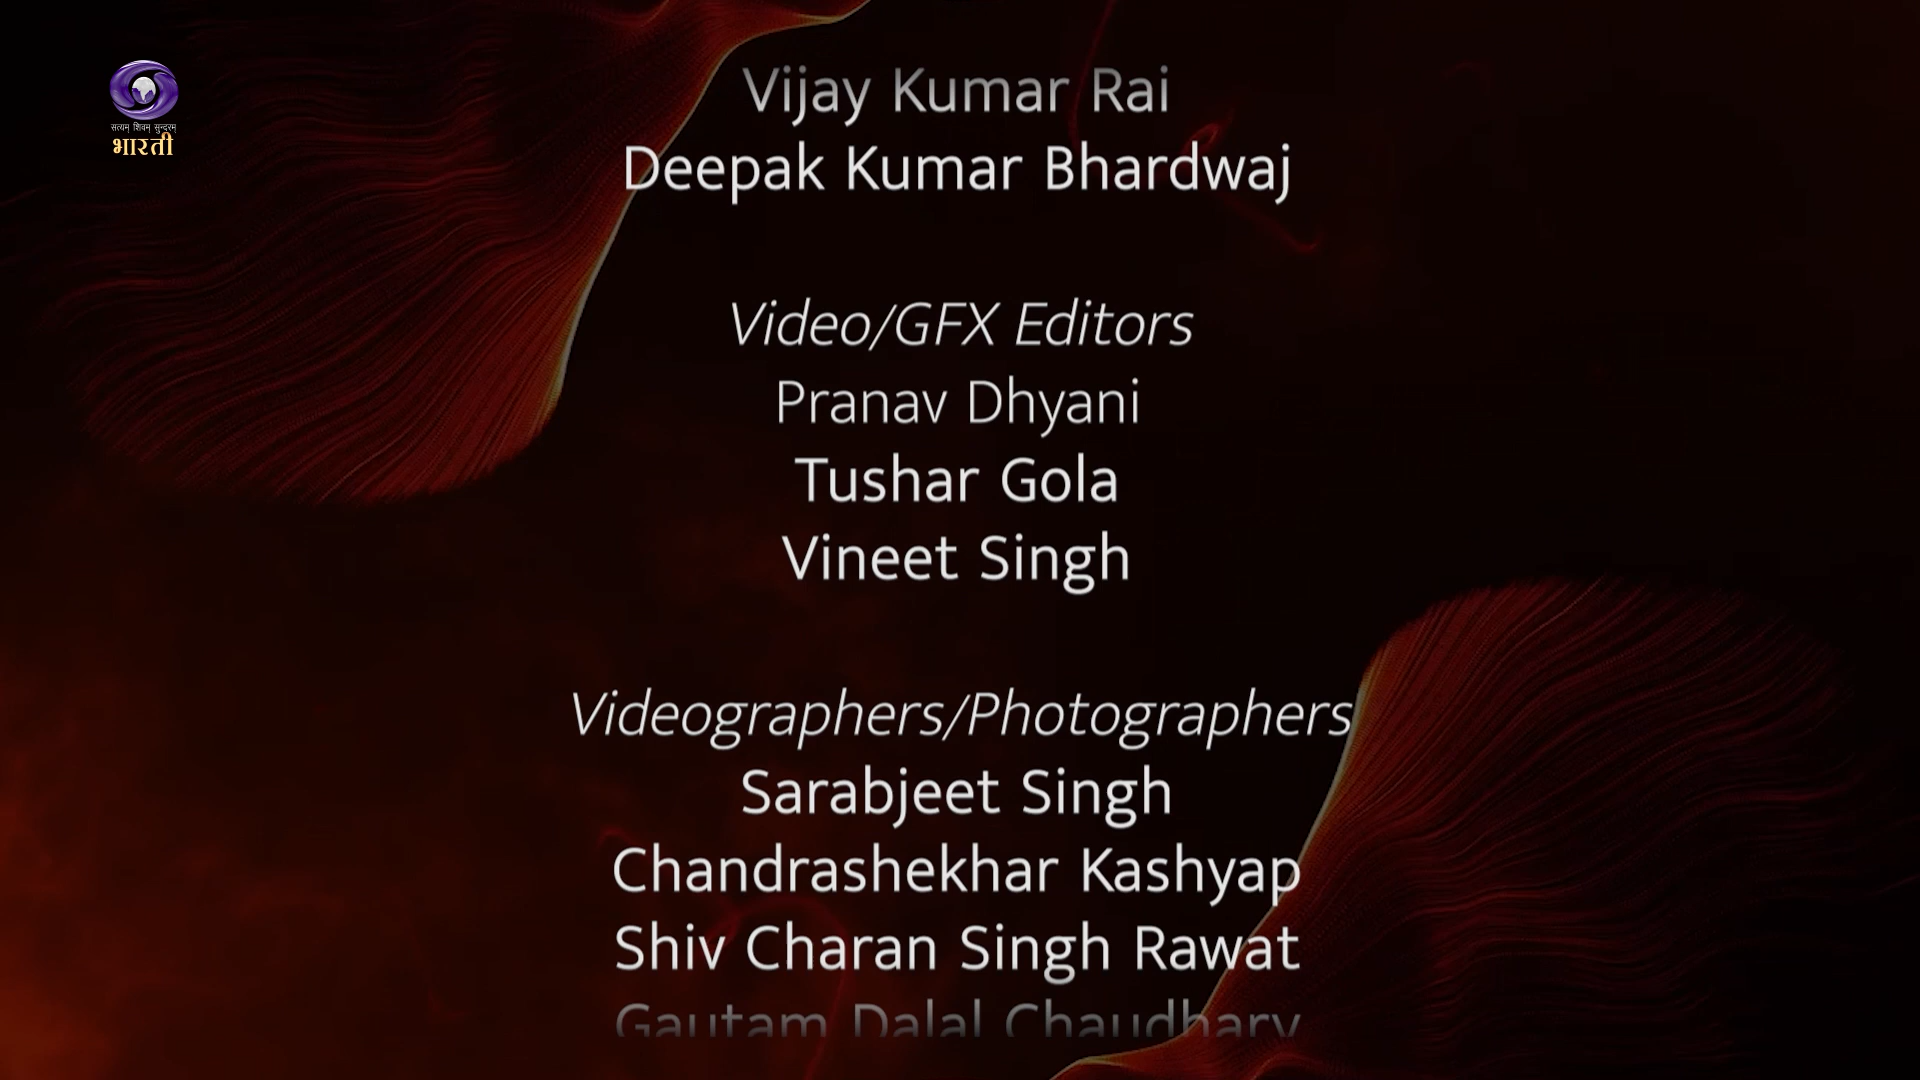 सत्यम् शिवम् सुन्दरम्
भारती
Vijay Kumar Rai
Deepak Kumar Bhardwaj
Video/GFX Editors
Pranav Dhyani
Tushar Gola
Vineet Singh
Videographers/Photographers
Sarabjeet Singh
Chandrashekhar Kashyap
Shiv Charan Singh Rawat
Gautam Dalal Chaudhary